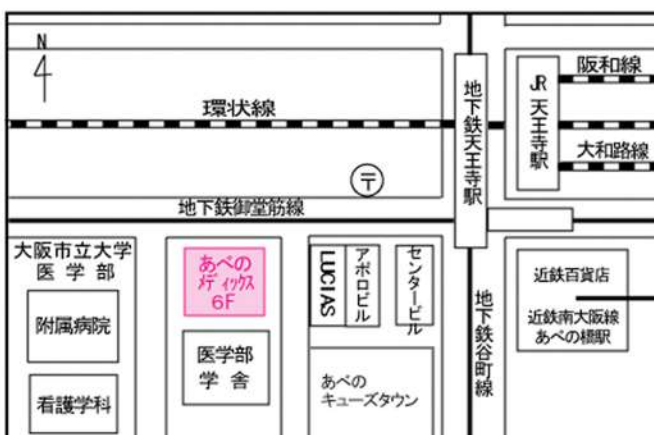 N
環状線
地下鉄天王寺駅
JR天王寺駅
阪和線
大和路線
〒
地下鉄御堂筋線
大阪市立大学
医学部
附属病院
看護学科
あべの
メディックス
6F
医学部
学舎
LUCIAS
アポロビル
センタービル
あべの
キューズタウン
地下鉄谷町線
近鉄百貨店
近鉄南大阪線
あべの橋駅